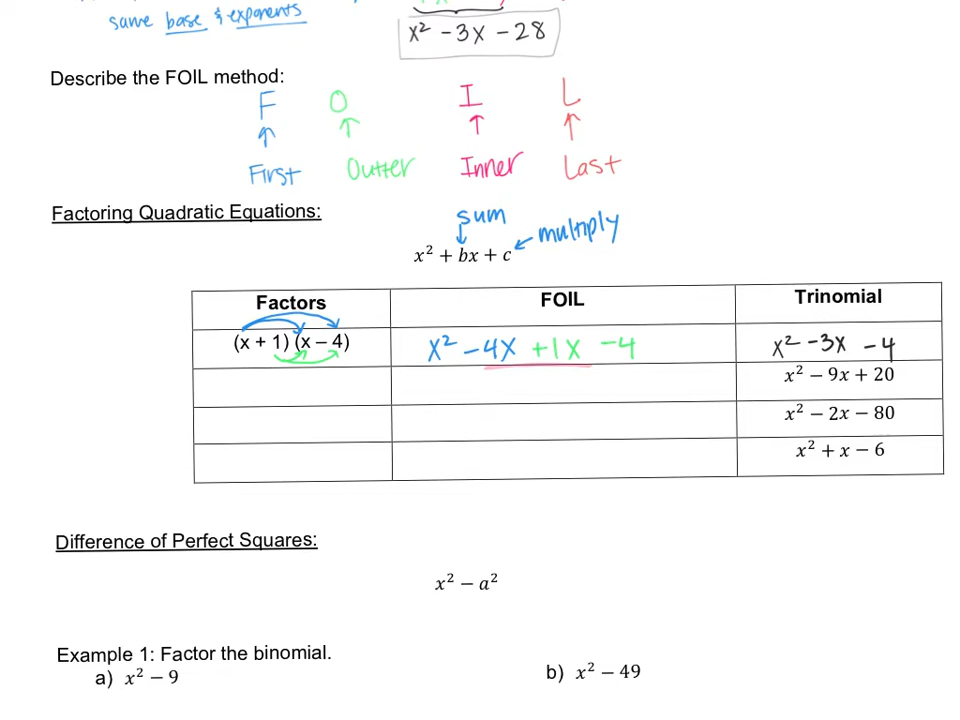 same base & exponents
x² - 3x - 28
Describe the FOIL method:
F O I L
First Outter Inner Last
Factoring Quadratic Equations:
sum
multiply
x² + bx + c
Factors FOIL Trinomial
(x + 1) (x – 4) x² - 4x + 1x - 4 x² - 3x - 4
x² − 9x + 20
x² − 2x − 80
x² + x − 6
Difference of Perfect Squares:
x² − a²
Example 1: Factor the binomial.
a) x² − 9 b) x² − 49